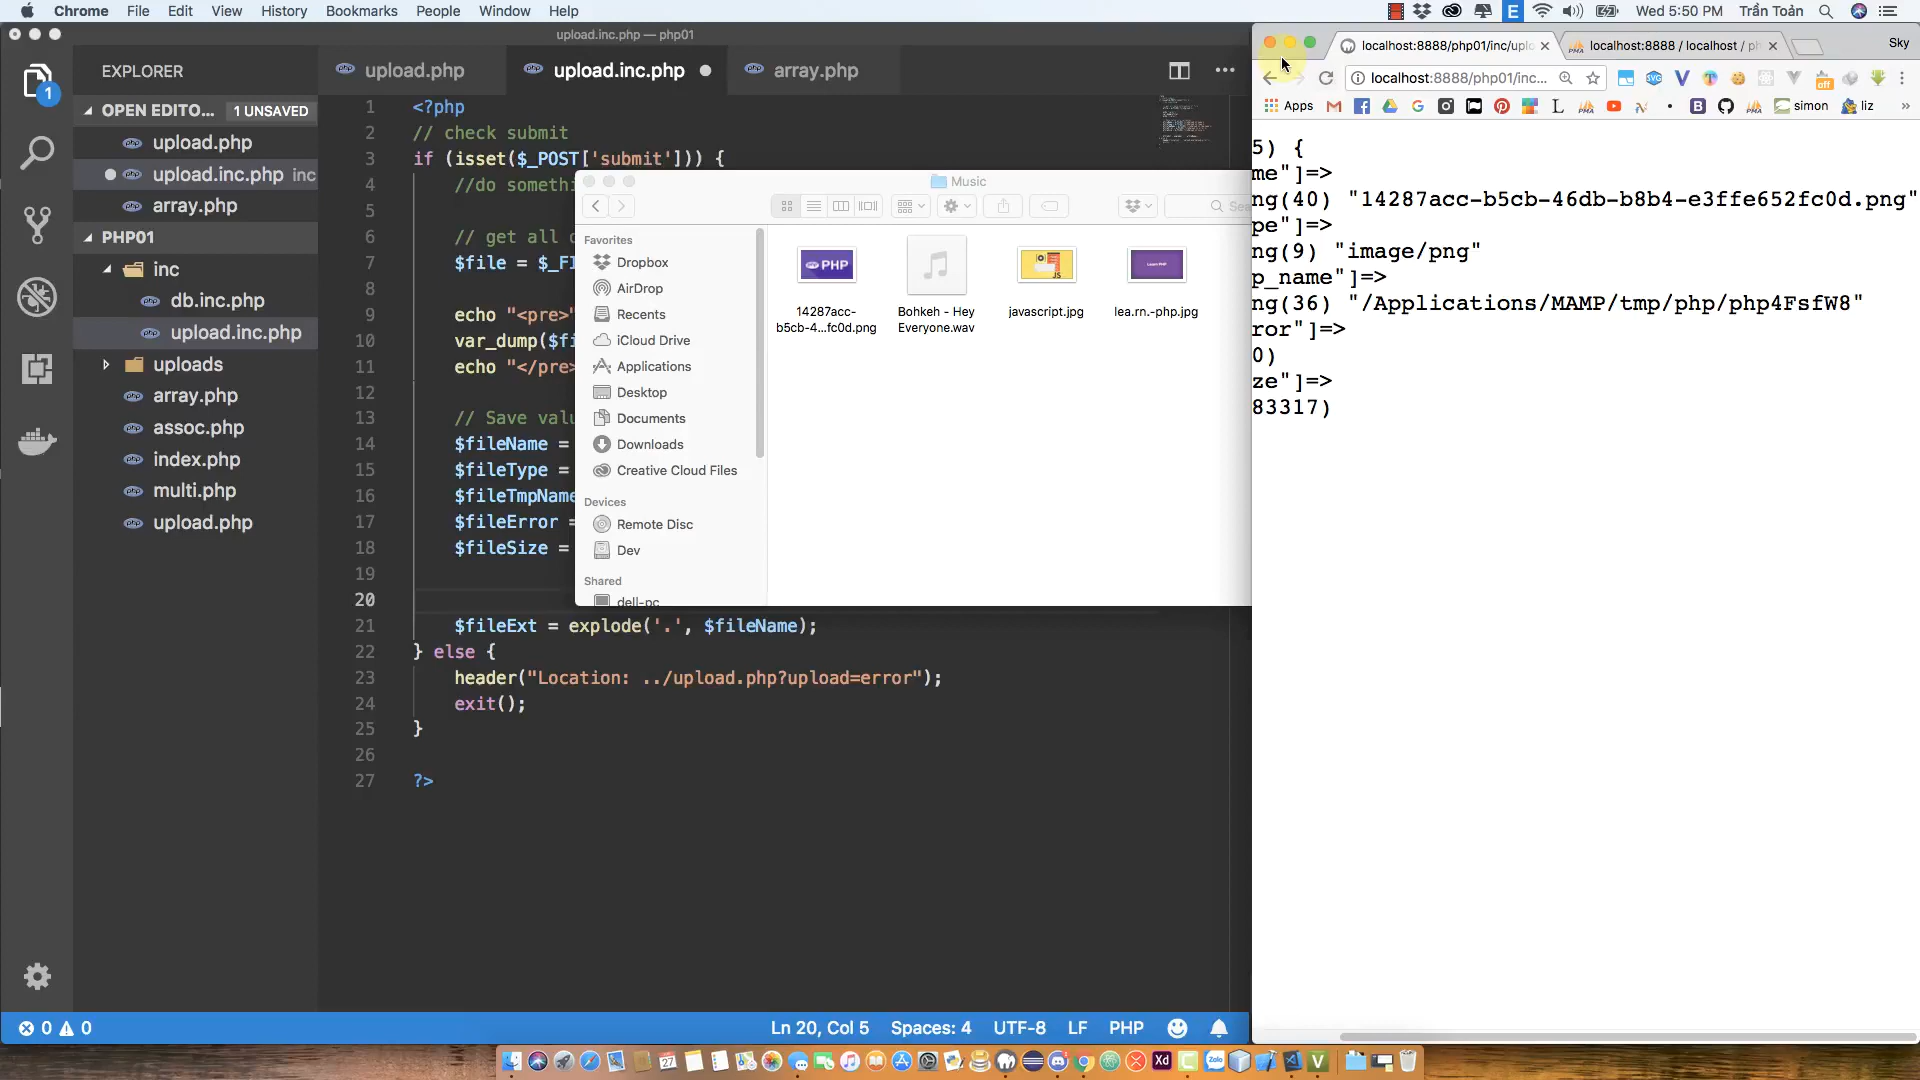 Chrome File Edit View History Bookmarks People Window Help
Wed 5:50 PM Trần Toản
upload.inc.php — php01
EXPLORER
OPEN EDITO... 1 UNSAVED
upload.php
upload.inc.php inc
array.php
PHP01
inc
db.inc.php
upload.inc.php
uploads
array.php
assoc.php
index.php
multi.php
upload.php
upload.php upload.inc.php array.php
1 <?php
2 // check submit
3 if (isset($_POST['submit'])) {
4 //do somethi
5
6 // get all
7 $file = $_FI
8
9 echo "<pre>"
10 var_dump($fi
11 echo "</pre>
12
13 // Save valu
14 $fileName =
15 $fileType =
16 $fileTmpName
17 $fileError =
18 $fileSize =
19
20
21 $fileExt = explode('.', $fileName);
22 } else {
23 header("Location: ../upload.php?upload=error");
24 exit();
25 }
26
27 ?>
0 0 Ln 20, Col 5 Spaces: 4 UTF-8 LF PHP
Music
Favorites
Dropbox
AirDrop
Recents
iCloud Drive
Applications
Desktop
Documents
Downloads
Creative Cloud Files
Devices
Remote Disc
Dev
Shared
dell-pc
14287acc-
b5cb-4...fc0d.png
Bohkeh - Hey
Everyone.wav
javascript.jpg
lea.rn.-php.jpg
localhost:8888/php01/inc/uplo localhost:8888 / localhost / ph Sky
localhost:8888/php01/inc...
Apps simon liz
5) {
me"]=>
ng(40) "14287acc-b5cb-46db-b8b4-e3ffe652fc0d.png"
pe"]=>
ng(9) "image/png"
p_name"]=>
ng(36) "/Applications/MAMP/tmp/php/php4FsfW8"
ror"]=>
0)
ze"]=>
83317)